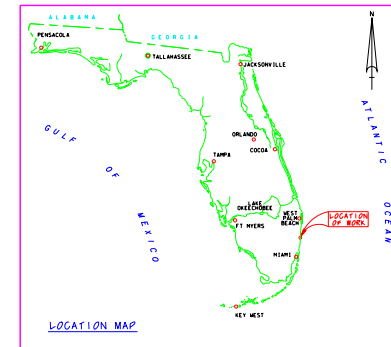 ALABAMA
GEORGIA
N
PENSACOLA
TALLAHASSEE
JACKSONVILLE
ATLANTIC
OCEAN
GULF
OF
MEXICO
ORLANDO
COCOA
TAMPA
LAKE
OKEECHOBEE
WEST
PALM
BEACH
LOCATION
OF WORK
FT MYERS
MIAMI
KEY WEST
LOCATION MAP